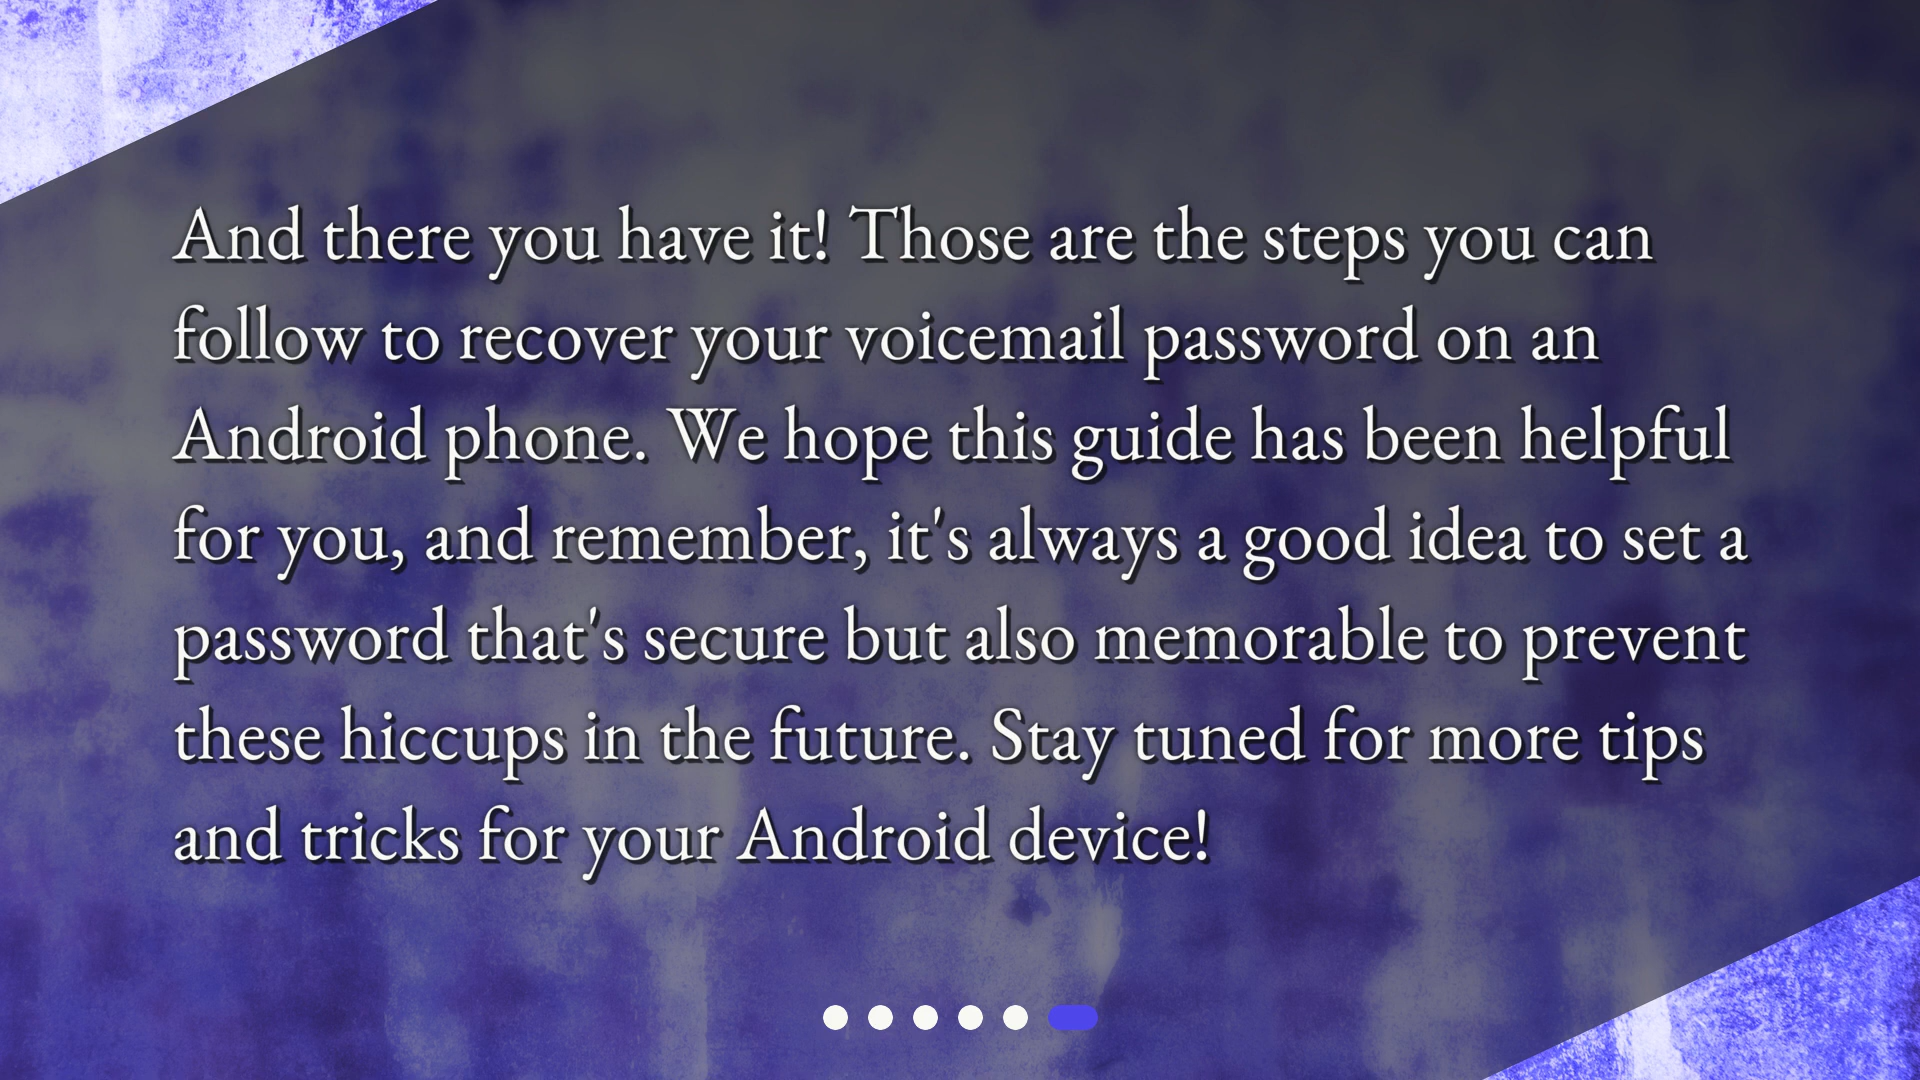 And there you have it! Those are the steps you can
follow to recover your voicemail password on an
Android phone. We hope this guide has been helpful
for you, and remember, it's always a good idea to set a
password that's secure but also memorable to prevent
these hiccups in the future. Stay tuned for more tips
and tricks for your Android device!